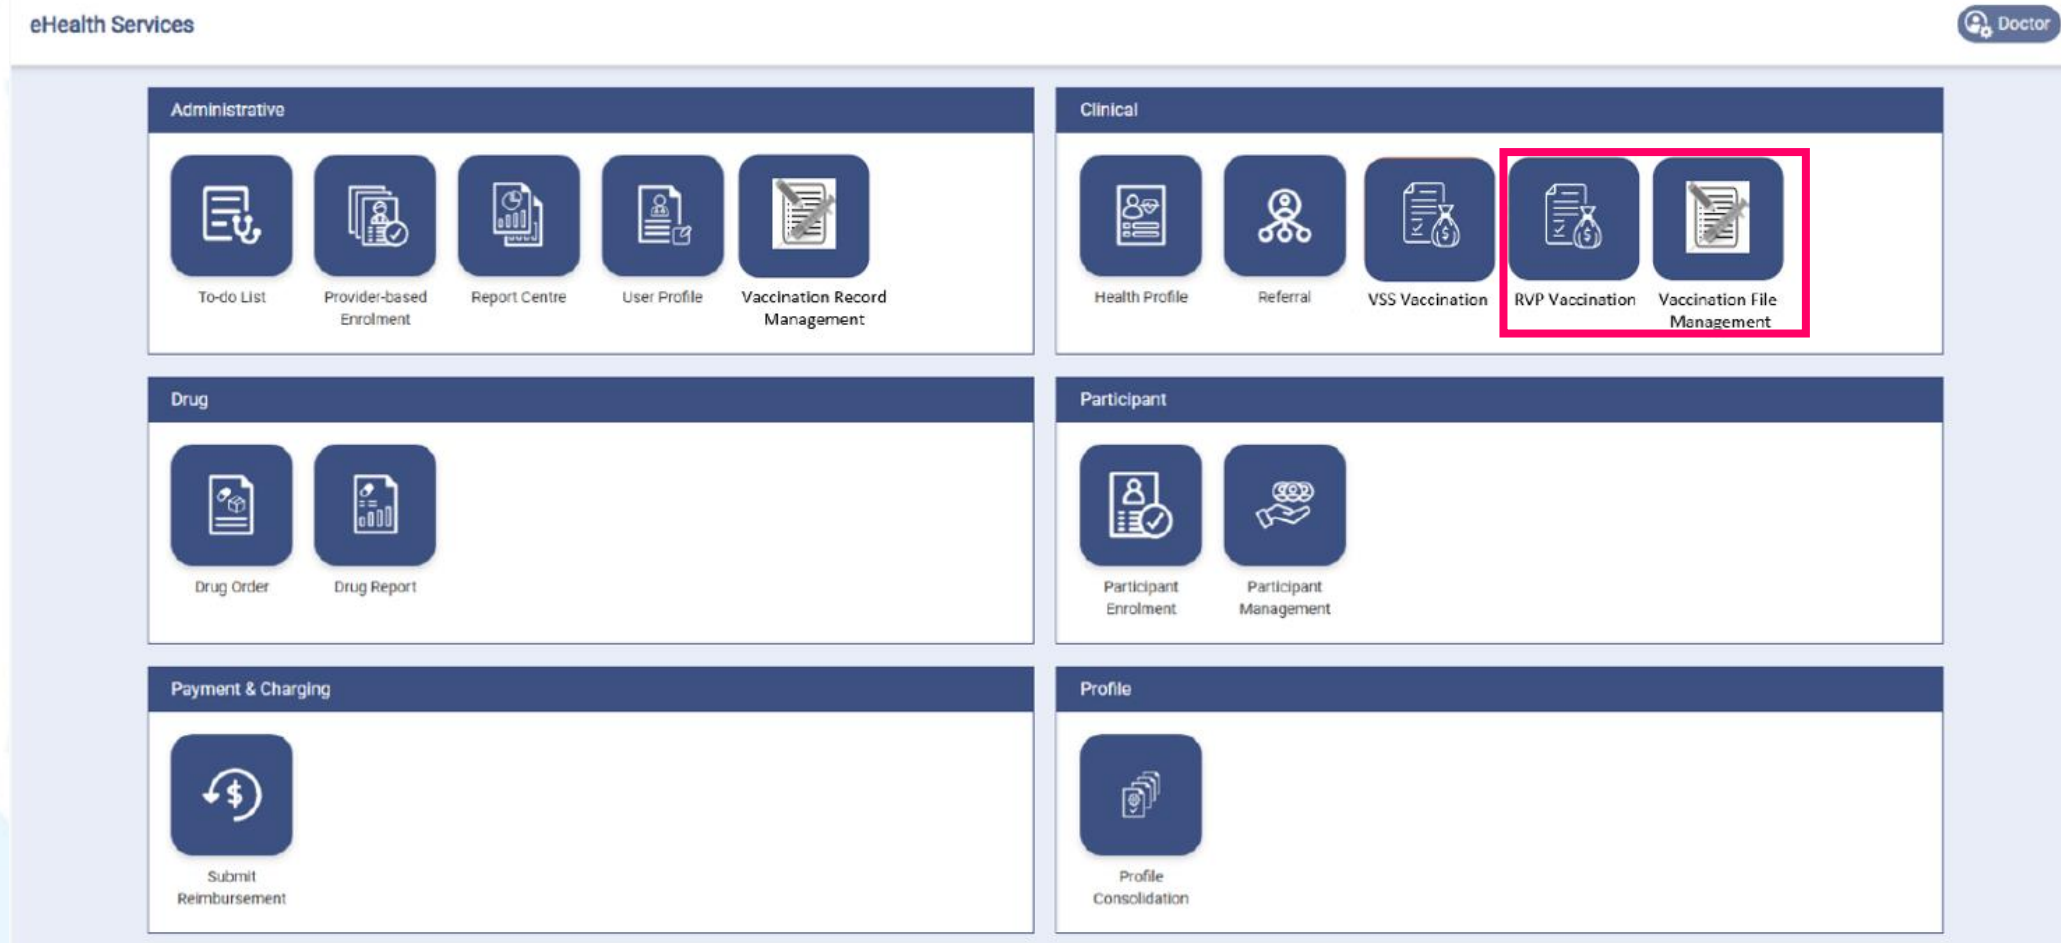 eHealth Services
Doctor
Administrative
To-do List
Provider-based
Enrolment
Report Centre
User Profile
Vaccination Record
Management
Clinical
Health Profile
Referral
VSS Vaccination
RVP Vaccination
Vaccination File
Management
Drug
Drug Order
Drug Report
Participant
Participant
Enrolment
Participant
Management
Payment & Charging
Submit
Reimbursement
Profile
Profile
Consolidation